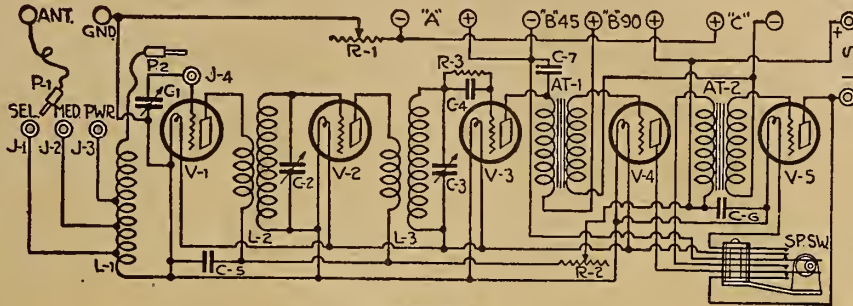 ANT.
GND.
"A"
"B"45
"B"90
"C"
R-1
P-1
P-2
C-7
J-4
C1
R-3
C-4
AT-1
AT-2
SEL.
MED.
PWR.
J-1
J-2
J-3
V-1
V-2
V-3
V-4
V-5
C-2
C-3
L-1
L-2
L-3
C-5
C-6
R-2
SP.SW.